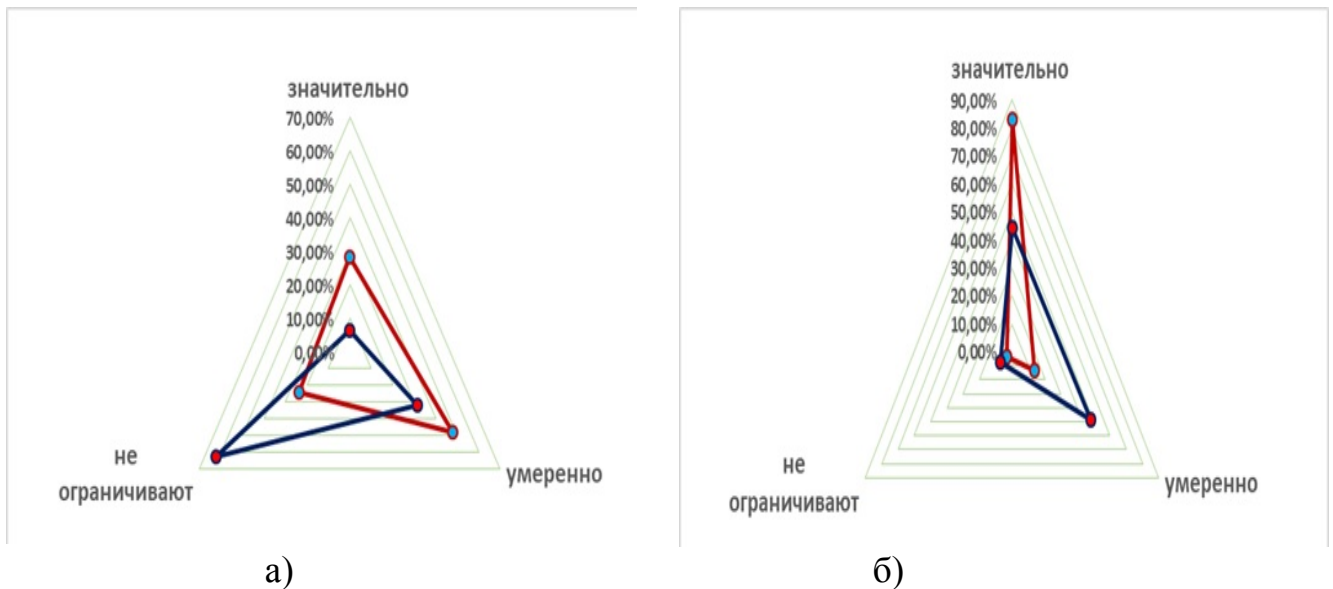 значительно
70,00%
60,00%
50,00%
40,00%
30,00%
20,00%
10,00%
0,00%
не
ограничивают
умеренно
а)
значительно
90,00%
80,00%
70,00%
60,00%
50,00%
40,00%
30,00%
20,00%
10,00%
0,00%
не
ограничивают
умеренно
б)